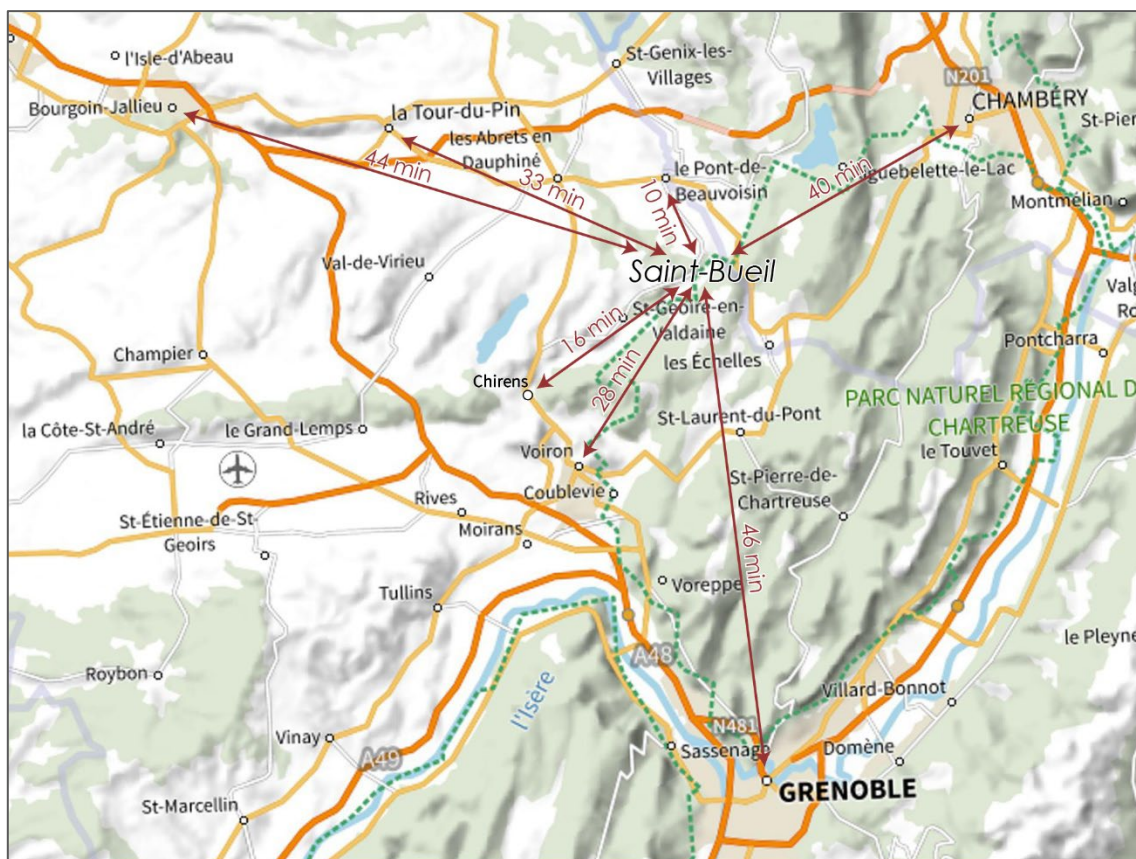 l'Isle-d'Abeau
St-Genix-les-
Villages
N201
Bourgoin-Jallieu
CHAMBÉRY
la Tour-du-Pin
St-Pier
les Abrets en
Dauphiné
le Pont-de-
Beauvoisin
iguebelette-le-Lac
44 min
33 min
10 min
40 min
Montmélian
Val-de-Virieu
Saint-Bueil
Valg
Ro
St-Geoire-en-
Valdaine
16 min
Champier
les Échelles
Pontcharra
28 min
Chirens
PARC NATUREL RÉGIONAL D
CHARTREUSE
la Côte-St-André
le Grand-Lemps
St-Laurent-du-Pont
Voiron
le Touvet
St-Pierre-de-
Chartreuse
Coublevie
Rives
St-Étienne-de-St-
Geoirs
Moirans
46 min
Voreppe
Tullins
le Pleyne
A48
Roybon
l'Isère
Villard-Bonnot
N481
Vinay
A49
Sassenage
Domène
GRENOBLE
St-Marcellin